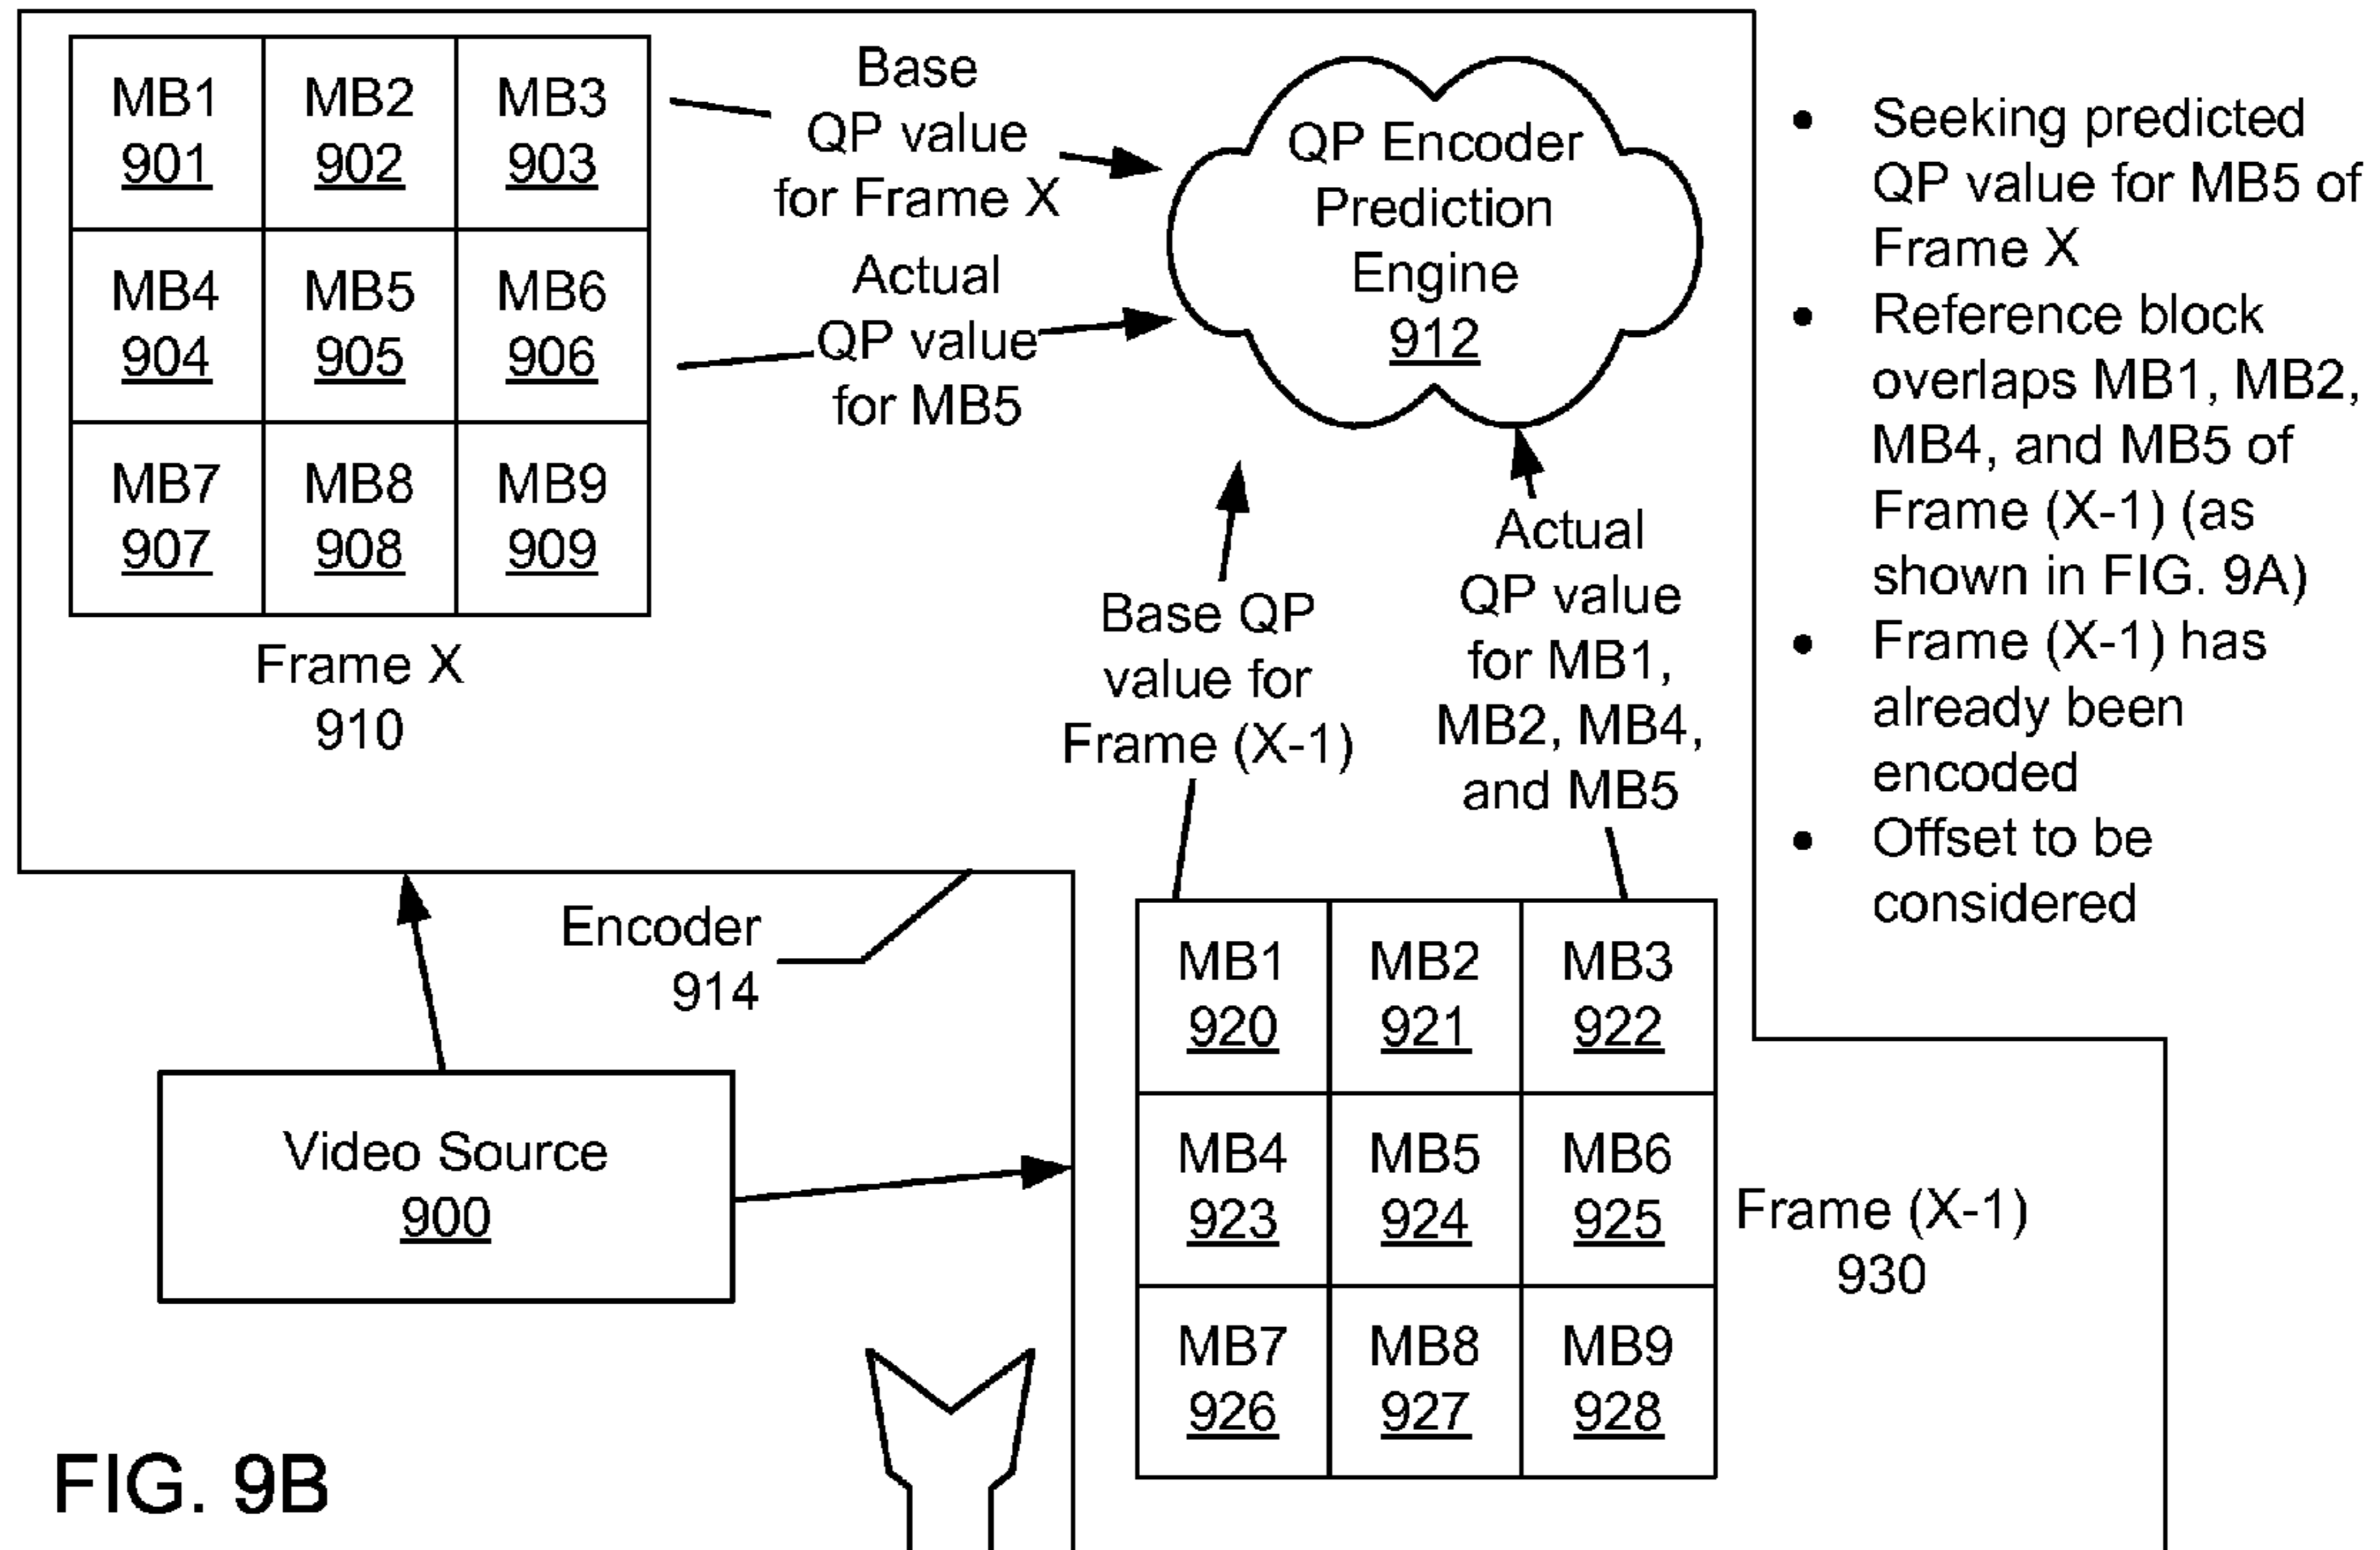 MB1
901
MB2
902
MB3
903
MB4
904
MB5
905
MB6
906
MB7
907
MB8
908
MB9
909
Frame X
910
Base
QP value
for Frame X
Actual
QP value
for MB5
QP Encoder
Prediction
Engine
912
Base QP
value for
Frame (X-1)
Actual
QP value
for MB1,
MB2, MB4,
and MB5
• Seeking predicted
QP value for MB5 of
Frame X
• Reference block
overlaps MB1, MB2,
MB4, and MB5 of
Frame (X-1) (as
shown in FIG. 9A)
• Frame (X-1) has
already been
encoded
• Offset to be
considered
Encoder
914
Video Source
900
MB1
920
MB2
921
MB3
922
MB4
923
MB5
924
MB6
925
MB7
926
MB8
927
MB9
928
Frame (X-1)
930
FIG. 9B